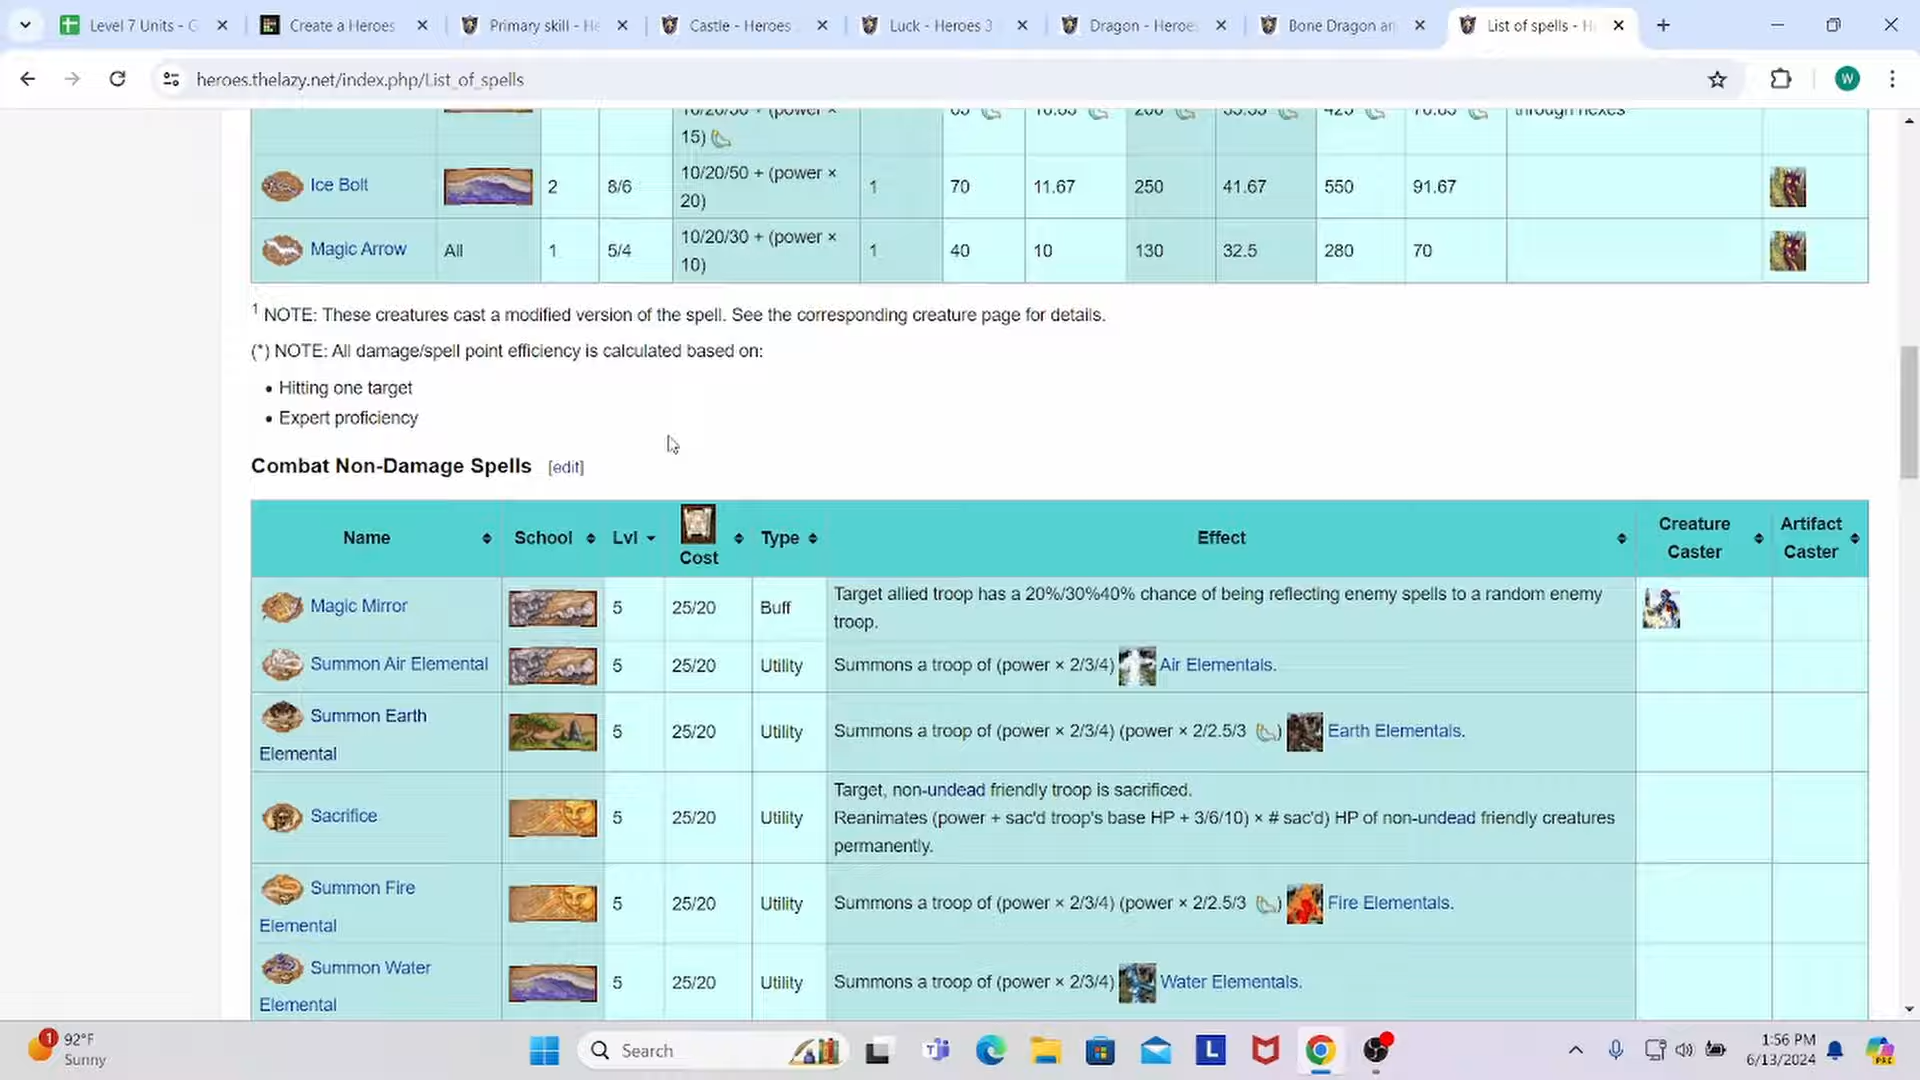 Level 7 Units - G
Create a Heroes
Primary skill - He
Castle - Heroes
Luck - Heroes 3
Dragon - Heroes
Bone Dragon an
List of spells - H
heroes.thelazy.net/index.php/List_of_spells
W
15)
through hexes
Ice Bolt 2 8/6 10/20/50 + (power × 1 70 11.67 250 41.67 550 91.67
20)
Magic Arrow All 1 5/4 10/20/30 + (power × 1 40 10 130 32.5 280 70
10)
1 NOTE: These creatures cast a modified version of the spell. See the corresponding creature page for details.
(*) NOTE: All damage/spell point efficiency is calculated based on:
• Hitting one target
• Expert proficiency
Combat Non-Damage Spells [edit]
Name School Lvl Cost Type Effect Creature Caster Artifact Caster
Magic Mirror 5 25/20 Buff Target allied troop has a 20%/30%40% chance of being reflecting enemy spells to a random enemy
troop.
Summon Air Elemental 5 25/20 Utility Summons a troop of (power × 2/3/4) Air Elementals.
Summon Earth
Elemental 5 25/20 Utility Summons a troop of (power × 2/3/4) (power × 2/2.5/3 ) Earth Elementals.
Target, non-undead friendly troop is sacrificed.
Sacrifice 5 25/20 Utility Reanimates (power + sac'd troop's base HP + 3/6/10) × # sac'd) HP of non-undead friendly creatures
permanently.
Summon Fire
Elemental 5 25/20 Utility Summons a troop of (power × 2/3/4) (power × 2/2.5/3 ) Fire Elementals.
Summon Water
Elemental 5 25/20 Utility Summons a troop of (power × 2/3/4) Water Elementals.
1
92°F
Sunny
Search
L
1:56 PM
6/13/2024
PRE